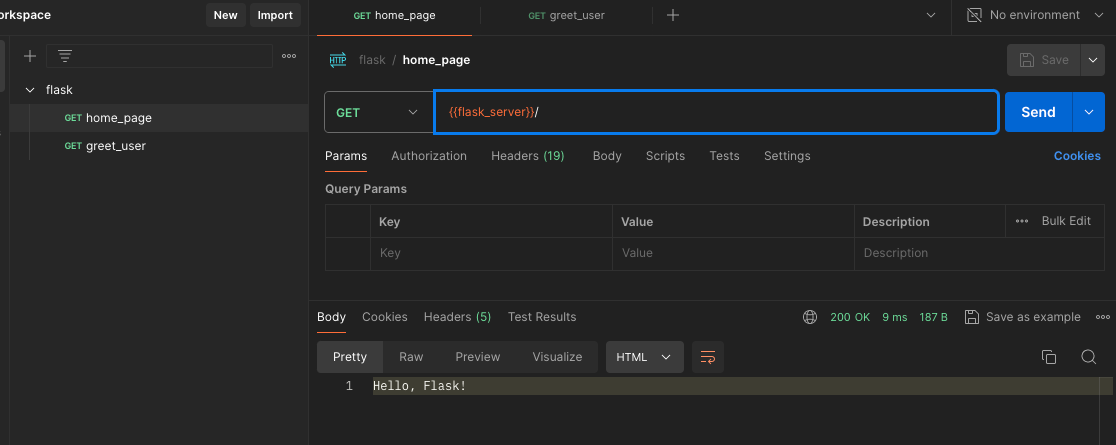 orkspace
New
Import
GET home_page
GET greet_user
No environment
flask
GET home_page
GET greet_user
HTTP flask / home_page
Save
GET
{{flask_server}}/
Send
Params Authorization Headers (19) Body Scripts Tests Settings
Cookies
Query Params
Key Value Description Bulk Edit
Key Value Description
Body Cookies Headers (5) Test Results
200 OK 9 ms 187 B Save as example
Pretty Raw Preview Visualize HTML
1 Hello, Flask!